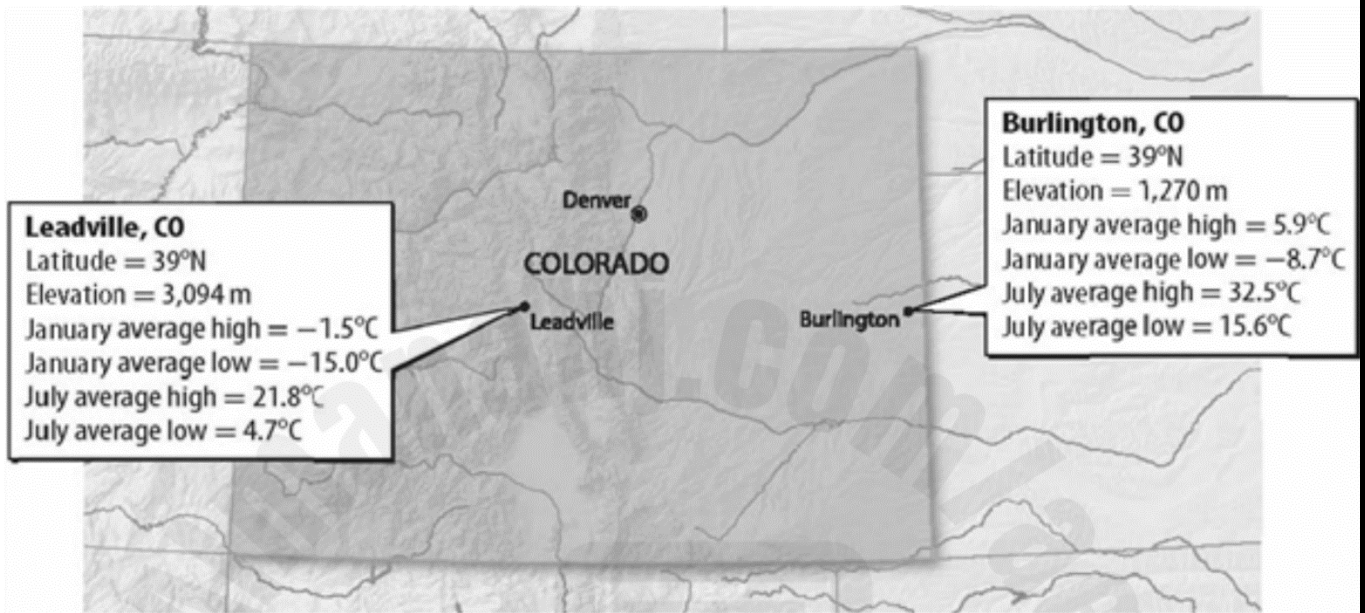 Burlington, CO
Latitude = 39°N
Elevation = 1,270 m
January average high = 5.9°C
January average low = −8.7°C
July average high = 32.5°C
July average low = 15.6°C
Denver
Leadville, CO
Latitude = 39°N
Elevation = 3,094 m
January average high = −1.5°C
January average low = −15.0°C
July average high = 21.8°C
July average low = 4.7°C
COLORADO
Leadville
Burlington